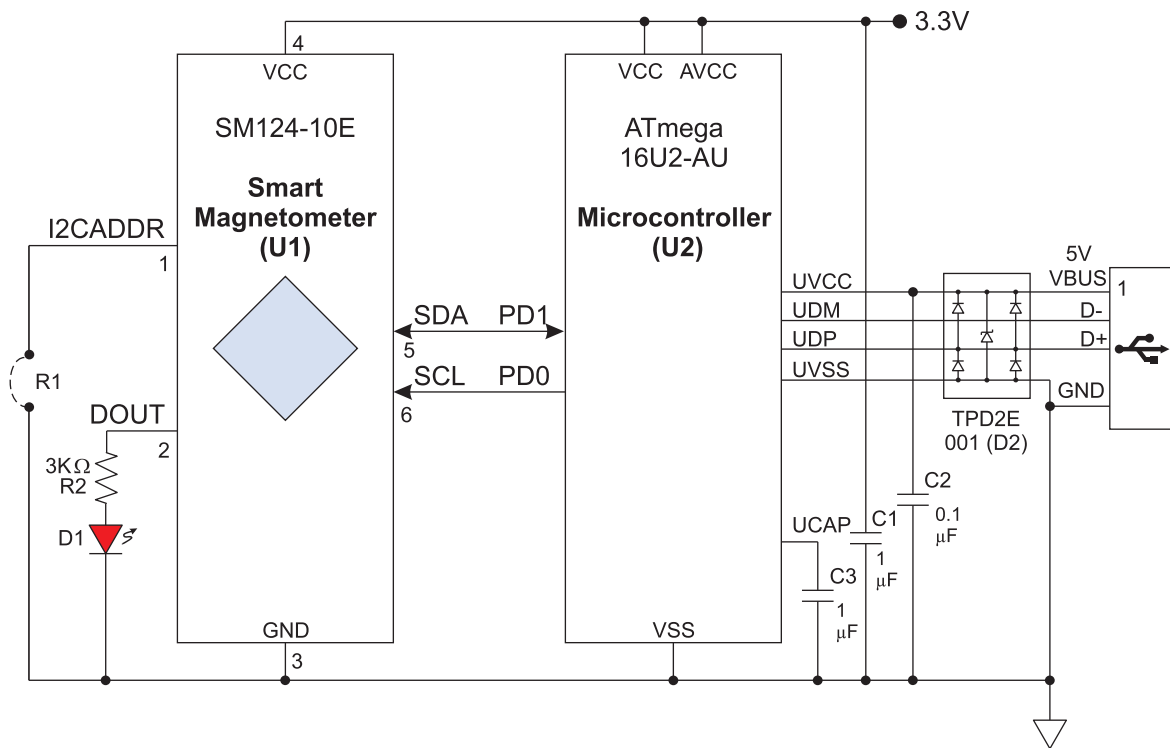 3.3V
4
VCC
VCC AVCC
SM124-10E
Smart
Magnetometer
(U1)
ATmega
16U2-AU
Microcontroller
(U2)
I2CADDR
1
R1
DOUT
2
3KΩ
R2
D1
SDA PD1
5
SCL PD0
6
GND
3
VSS
UVCC
UDM
UDP
UVSS
5V
VBUS
1
D-
D+
GND
TPD2E
001 (D2)
C2
0.1
µF
UCAP
C1
1
µF
C3
1
µF